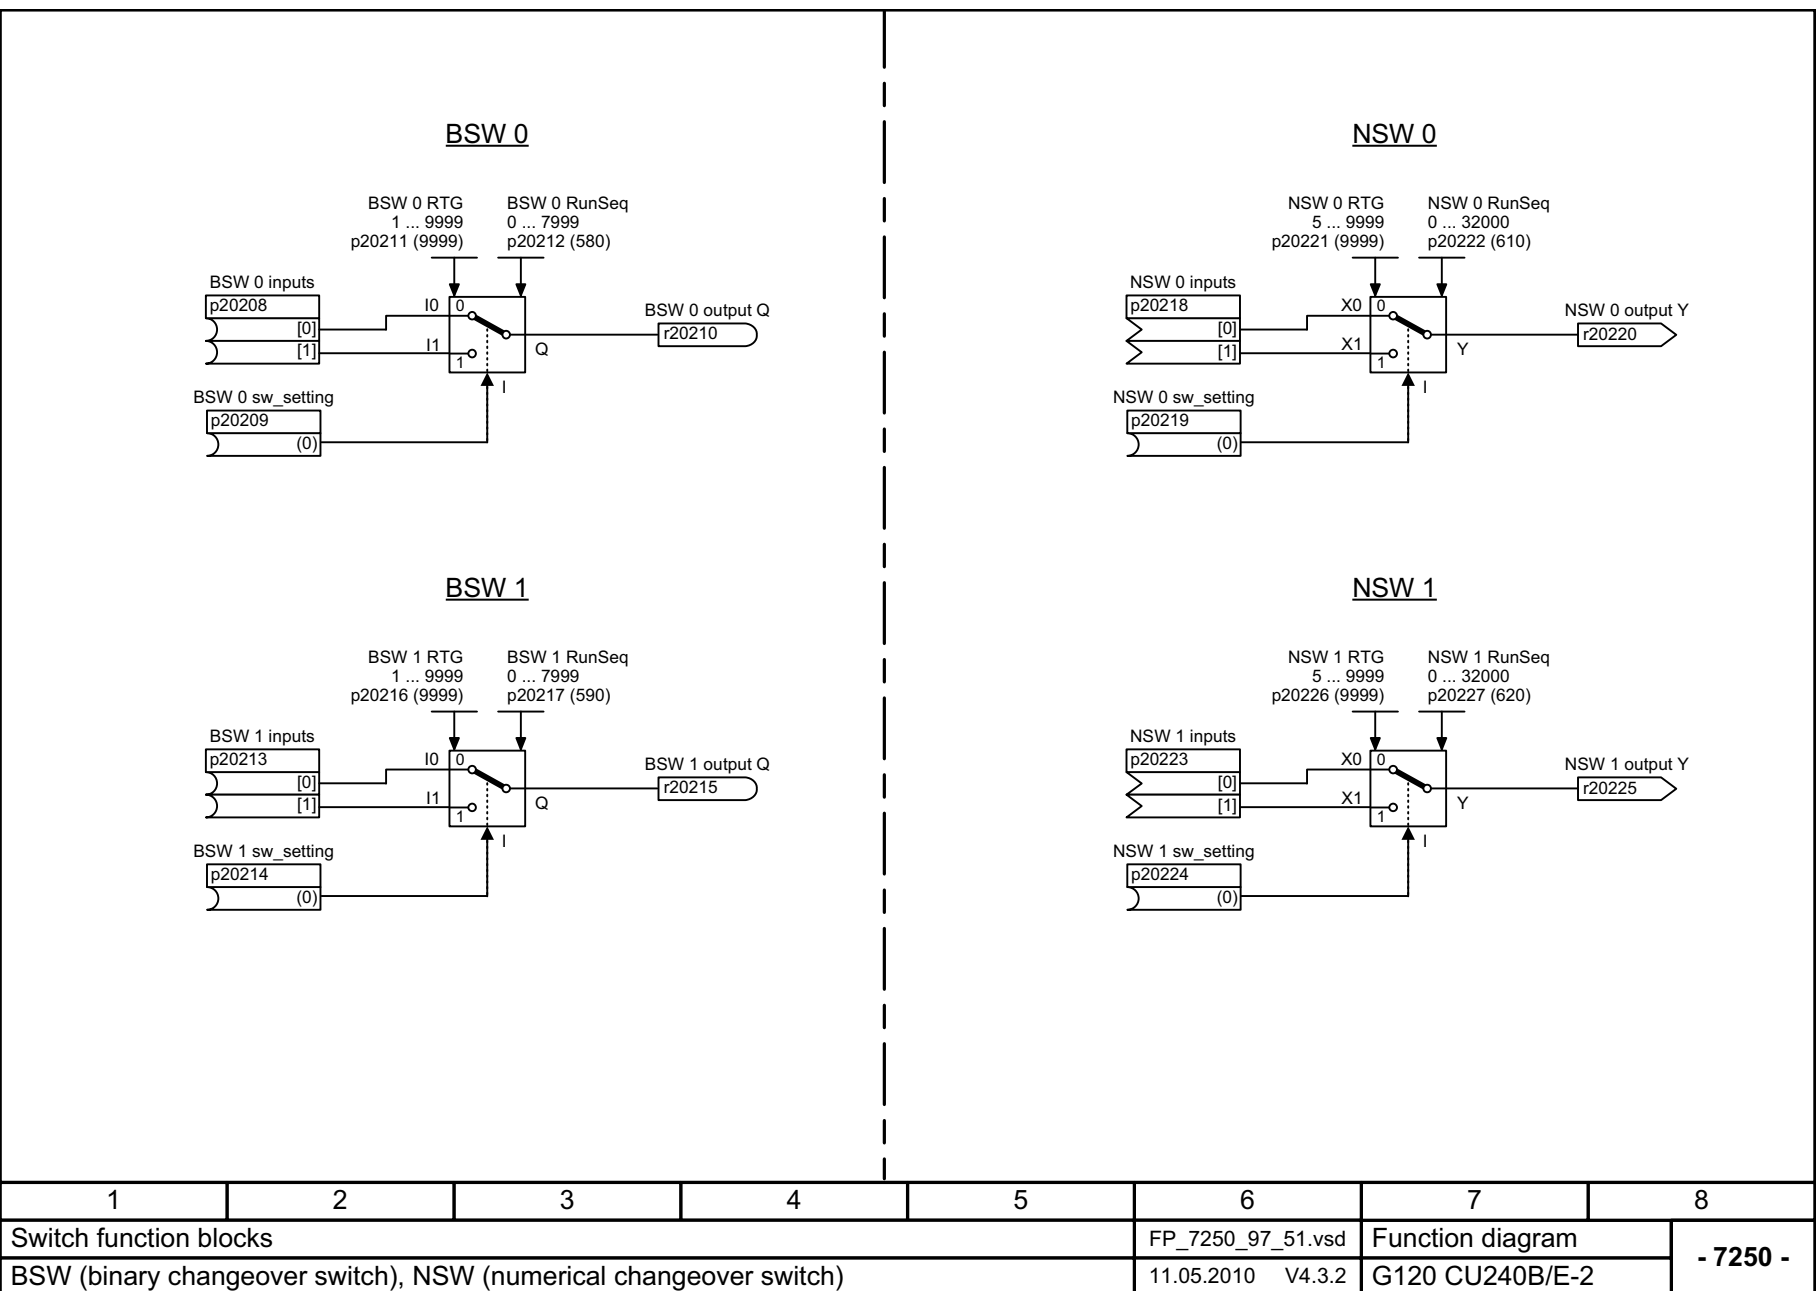 BSW 0
BSW 0 RTG
1 ... 9999
p20211 (9999)
BSW 0 RunSeq
0 ... 7999
p20212 (580)
BSW 0 inputs
p20208
[0]
[1]
I0
0
I1
1
Q
I
BSW 0 output Q
r20210
BSW 0 sw_setting
p20209
(0)
BSW 1
BSW 1 RTG
1 ... 9999
p20216 (9999)
BSW 1 RunSeq
0 ... 7999
p20217 (590)
BSW 1 inputs
p20213
[0]
[1]
I0
0
I1
1
Q
I
BSW 1 output Q
r20215
BSW 1 sw_setting
p20214
(0)
NSW 0
NSW 0 RTG
5 ... 9999
p20221 (9999)
NSW 0 RunSeq
0 ... 32000
p20222 (610)
NSW 0 inputs
p20218
[0]
[1]
X0
0
X1
1
Y
I
NSW 0 output Y
r20220
NSW 0 sw_setting
p20219
(0)
NSW 1
NSW 1 RTG
5 ... 9999
p20226 (9999)
NSW 1 RunSeq
0 ... 32000
p20227 (620)
NSW 1 inputs
p20223
[0]
[1]
X0
0
X1
1
Y
I
NSW 1 output Y
r20225
NSW 1 sw_setting
p20224
(0)
1 2 3 4 5 6 7 8
Switch function blocks
FP_7250_97_51.vsd
Function diagram
- 7250 -
BSW (binary changeover switch), NSW (numerical changeover switch)
11.05.2010 V4.3.2
G120 CU240B/E-2